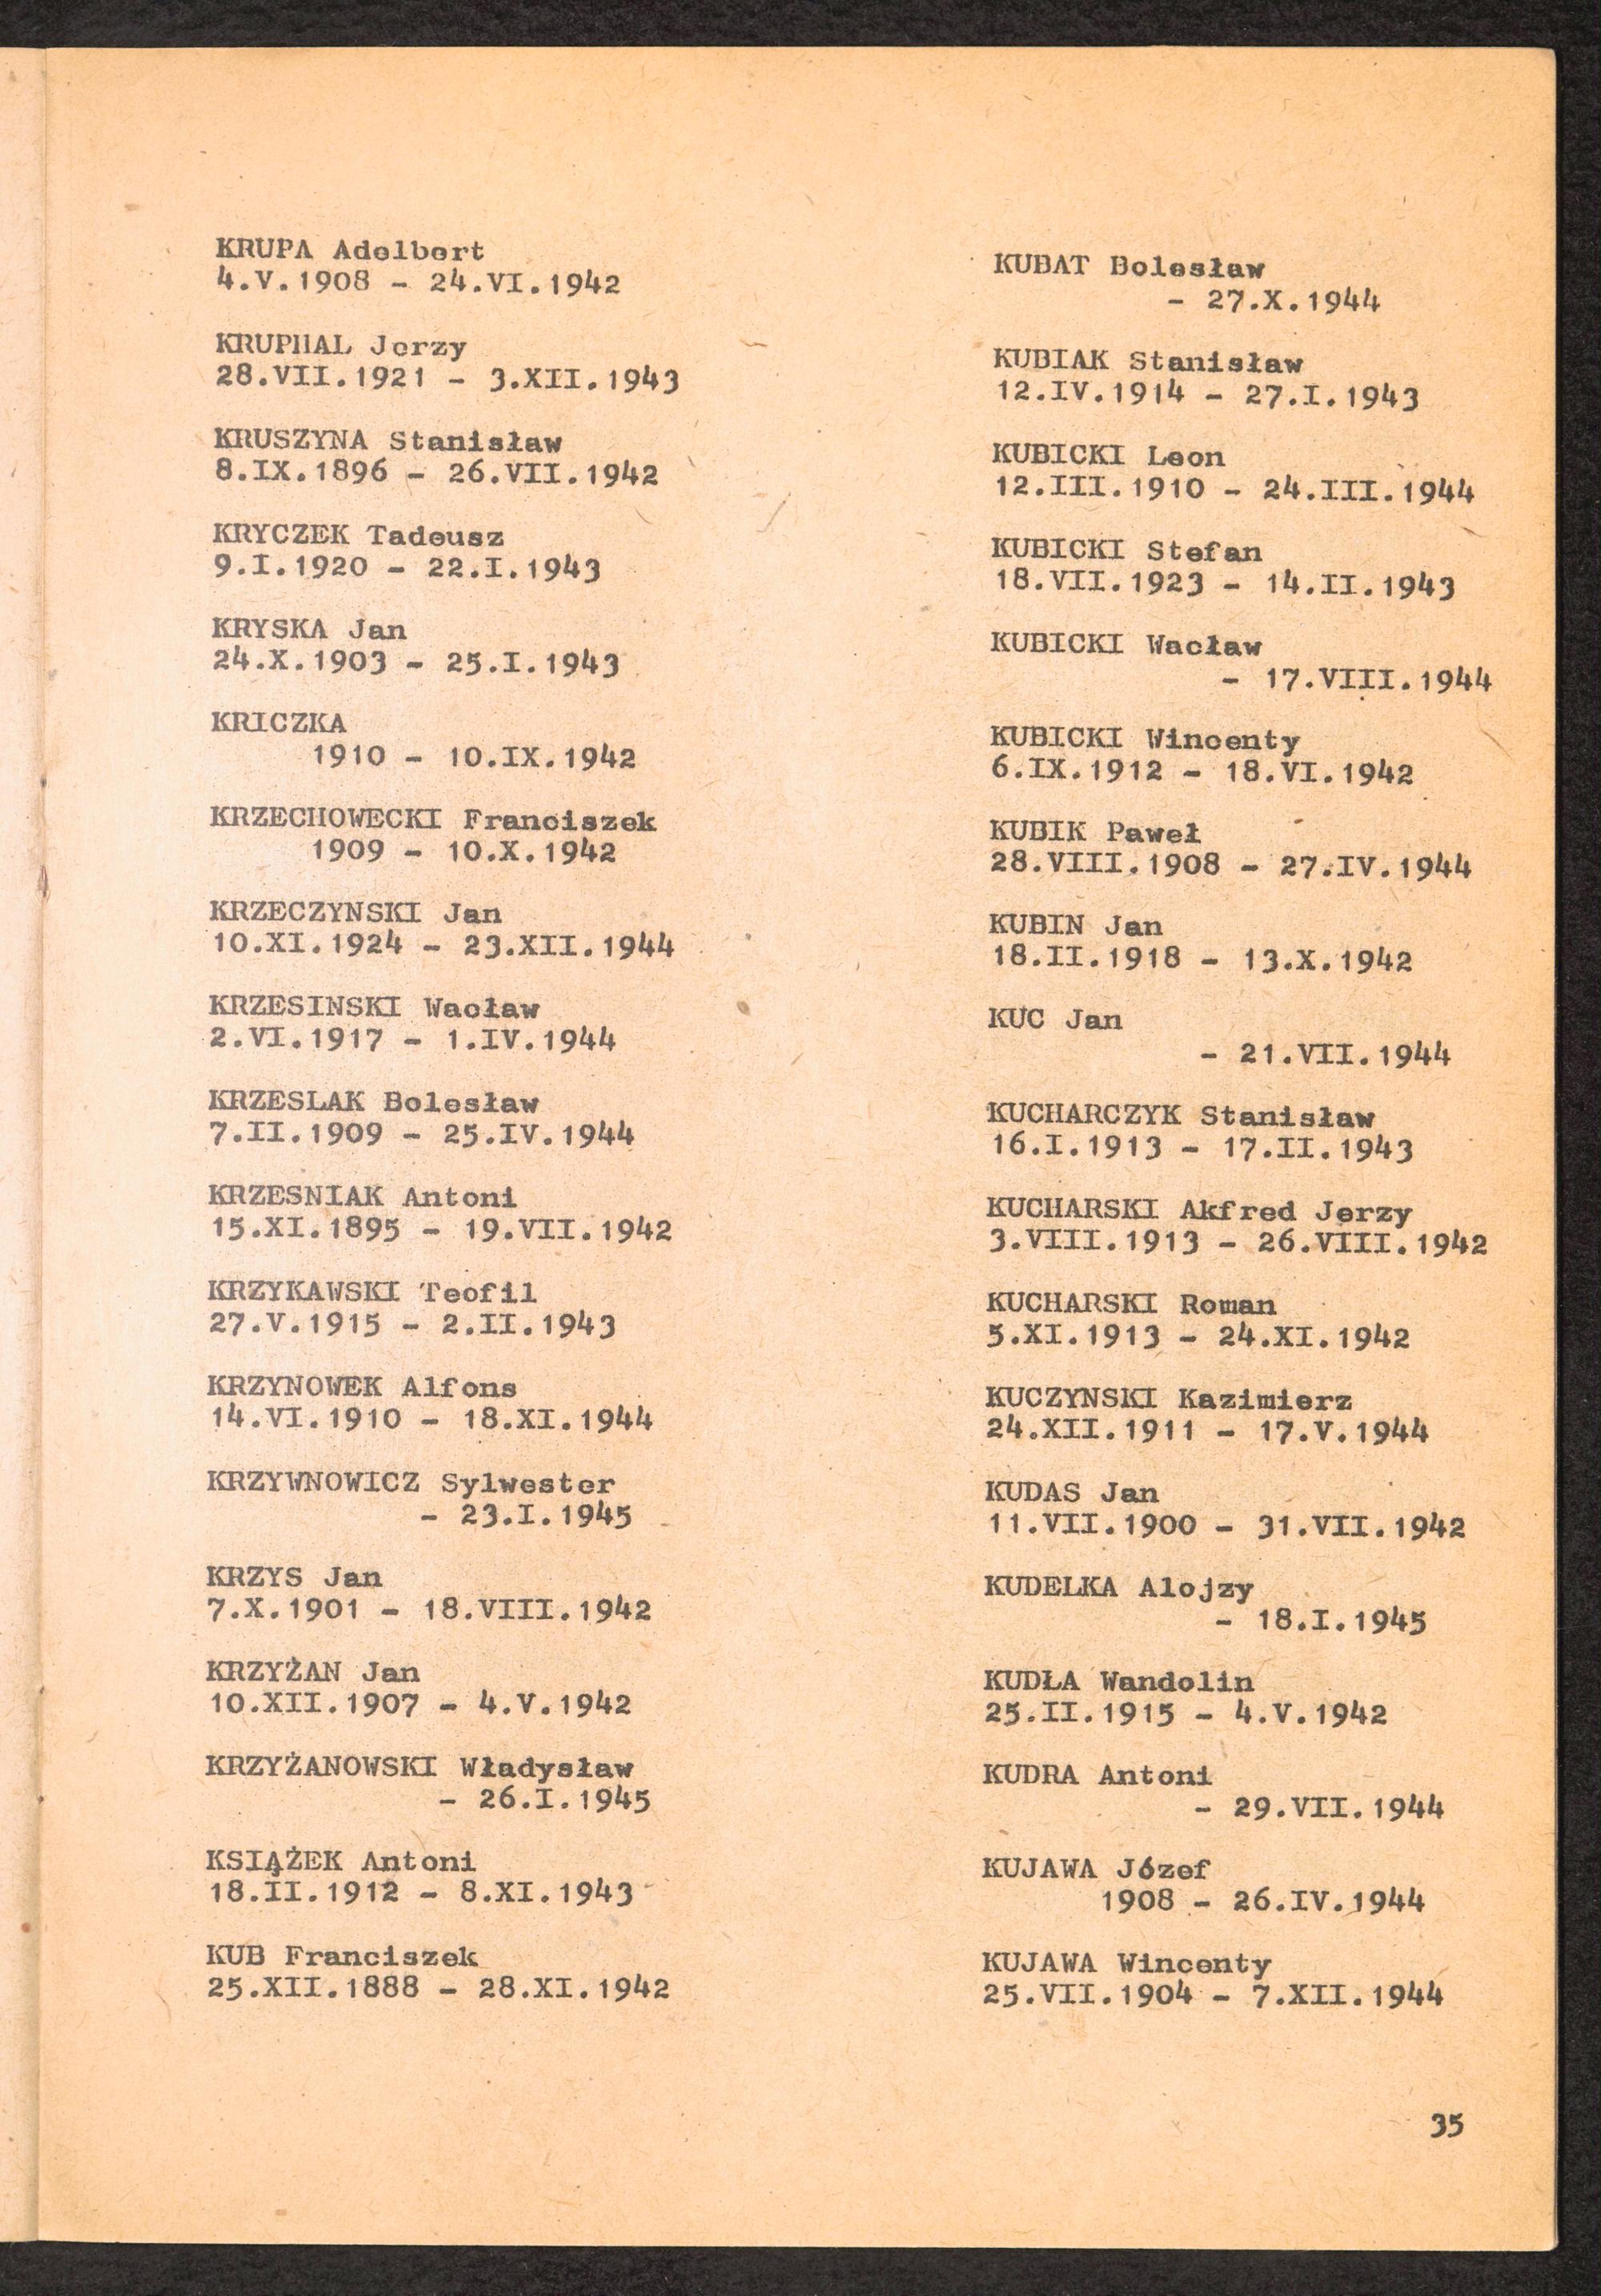 KRUPA Adelbert
4.V.1908 - 24.VI.1942
KRUPHAL Jerzy
28.VII.1921 - 3.XII.1943
KRUSZYNA Stanisław
8.IX.1896 - 26.VII.1942
KRYCZEK Tadeusz
9.I.1920 - 22.I.1943
KRYSKA Jan
24.X.1903 - 25.I.1943
KRICZKA
1910 - 10.IX.1942
KRZECHOWECKI Franciszek
1909 - 10.X.1942
KRZECZYNSKI Jan
10.XI.1924 - 23.XII.1944
KRZESINSKI Wacław
2.VI.1917 - 1.IV.1944
KRZESLAK Bolesław
7.II.1909 - 25.IV.1944
KRZESNIAK Antoni
15.XI.1895 - 19.VII.1942
KRZYKAWSKI Teofil
27.V.1915 - 2.II.1943
KRZYNOWEK Alfons
14.VI.1910 - 18.XI.1944
KRZYWNOWICZ Sylwester
- 23.I.1945
KRZYS Jan
7.X.1901 - 18.VIII.1942
KRZYŻAN Jan
10.XII.1907 - 4.V.1942
KRZYŻANOWSKI Władysław
- 26.I.1945
KSIĄŻEK Antoni
18.II.1912 - 8.XI.1943
KUB Franciszek
25.XII.1888 - 28.XI.1942
KUBAT Bolesław
- 27.X.1944
KUBIAK Stanisław
12.IV.1914 - 27.I.1943
KUBICKI Leon
12.III.1910 - 24.III.1944
KUBICKI Stefan
18.VII.1923 - 14.II.1943
KUBICKI Wacław
- 17.VIII.1944
KUBICKI Wincenty
6.IX.1912 - 18.VI.1942
KUBIK Paweł
28.VIII.1908 - 27.IV.1944
KUBIN Jan
18.II.1918 - 13.X.1942
KUC Jan
- 21.VII.1944
KUCHARCZYK Stanisław
16.I.1913 - 17.II.1943
KUCHARSKI Akfred Jerzy
3.VIII.1913 - 26.VIII.1942
KUCHARSKI Roman
5.XI.1913 - 24.XI.1942
KUCZYNSKI Kazimierz
24.XII.1911 - 17.V.1944
KUDAS Jan
11.VII.1900 - 31.VII.1942
KUDELKA Alojzy
- 18.I.1945
KUDŁA Wandolin
25.II.1915 - 4.V.1942
KUDRA Antoni
- 29.VII.1944
KUJAWA Józef
1908 - 26.IV.1944
KUJAWA Wincenty
25.VII.1904 - 7.XII.1944
35